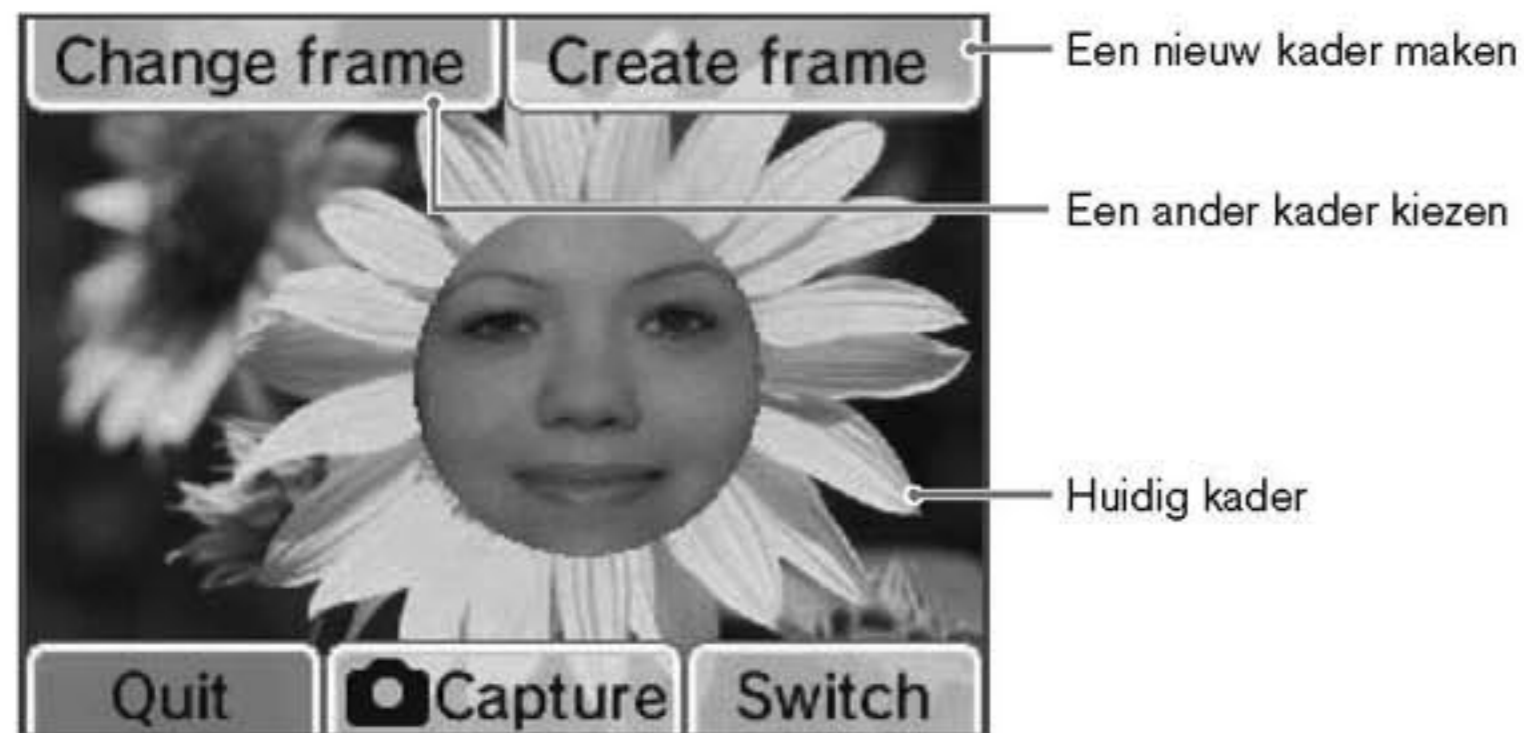 Change frame
Create frame
Een nieuw kader maken
Een ander kader kiezen
Huidig kader
Quit
Capture
Switch